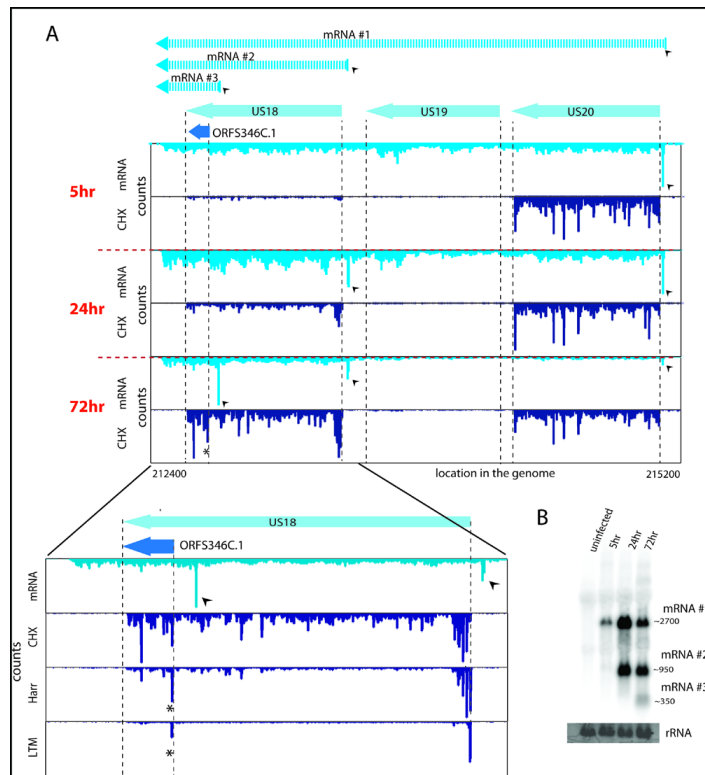 A
mRNA #1
mRNA #2
mRNA #3
US18 US19 US20
ORFS346C.1
5hr
mRNA
CHX
counts
24hr
mRNA
CHX
counts
72hr
mRNA
CHX
counts
*
212400 location in the genome 215200
US18
ORFS346C.1
mRNA
CHX
Harr
LTM
counts
*
*
B
uninfected 5hr 24hr 72hr
mRNA #
~2700
mRNA #2
~950
mRNA #3
~350
rRNA